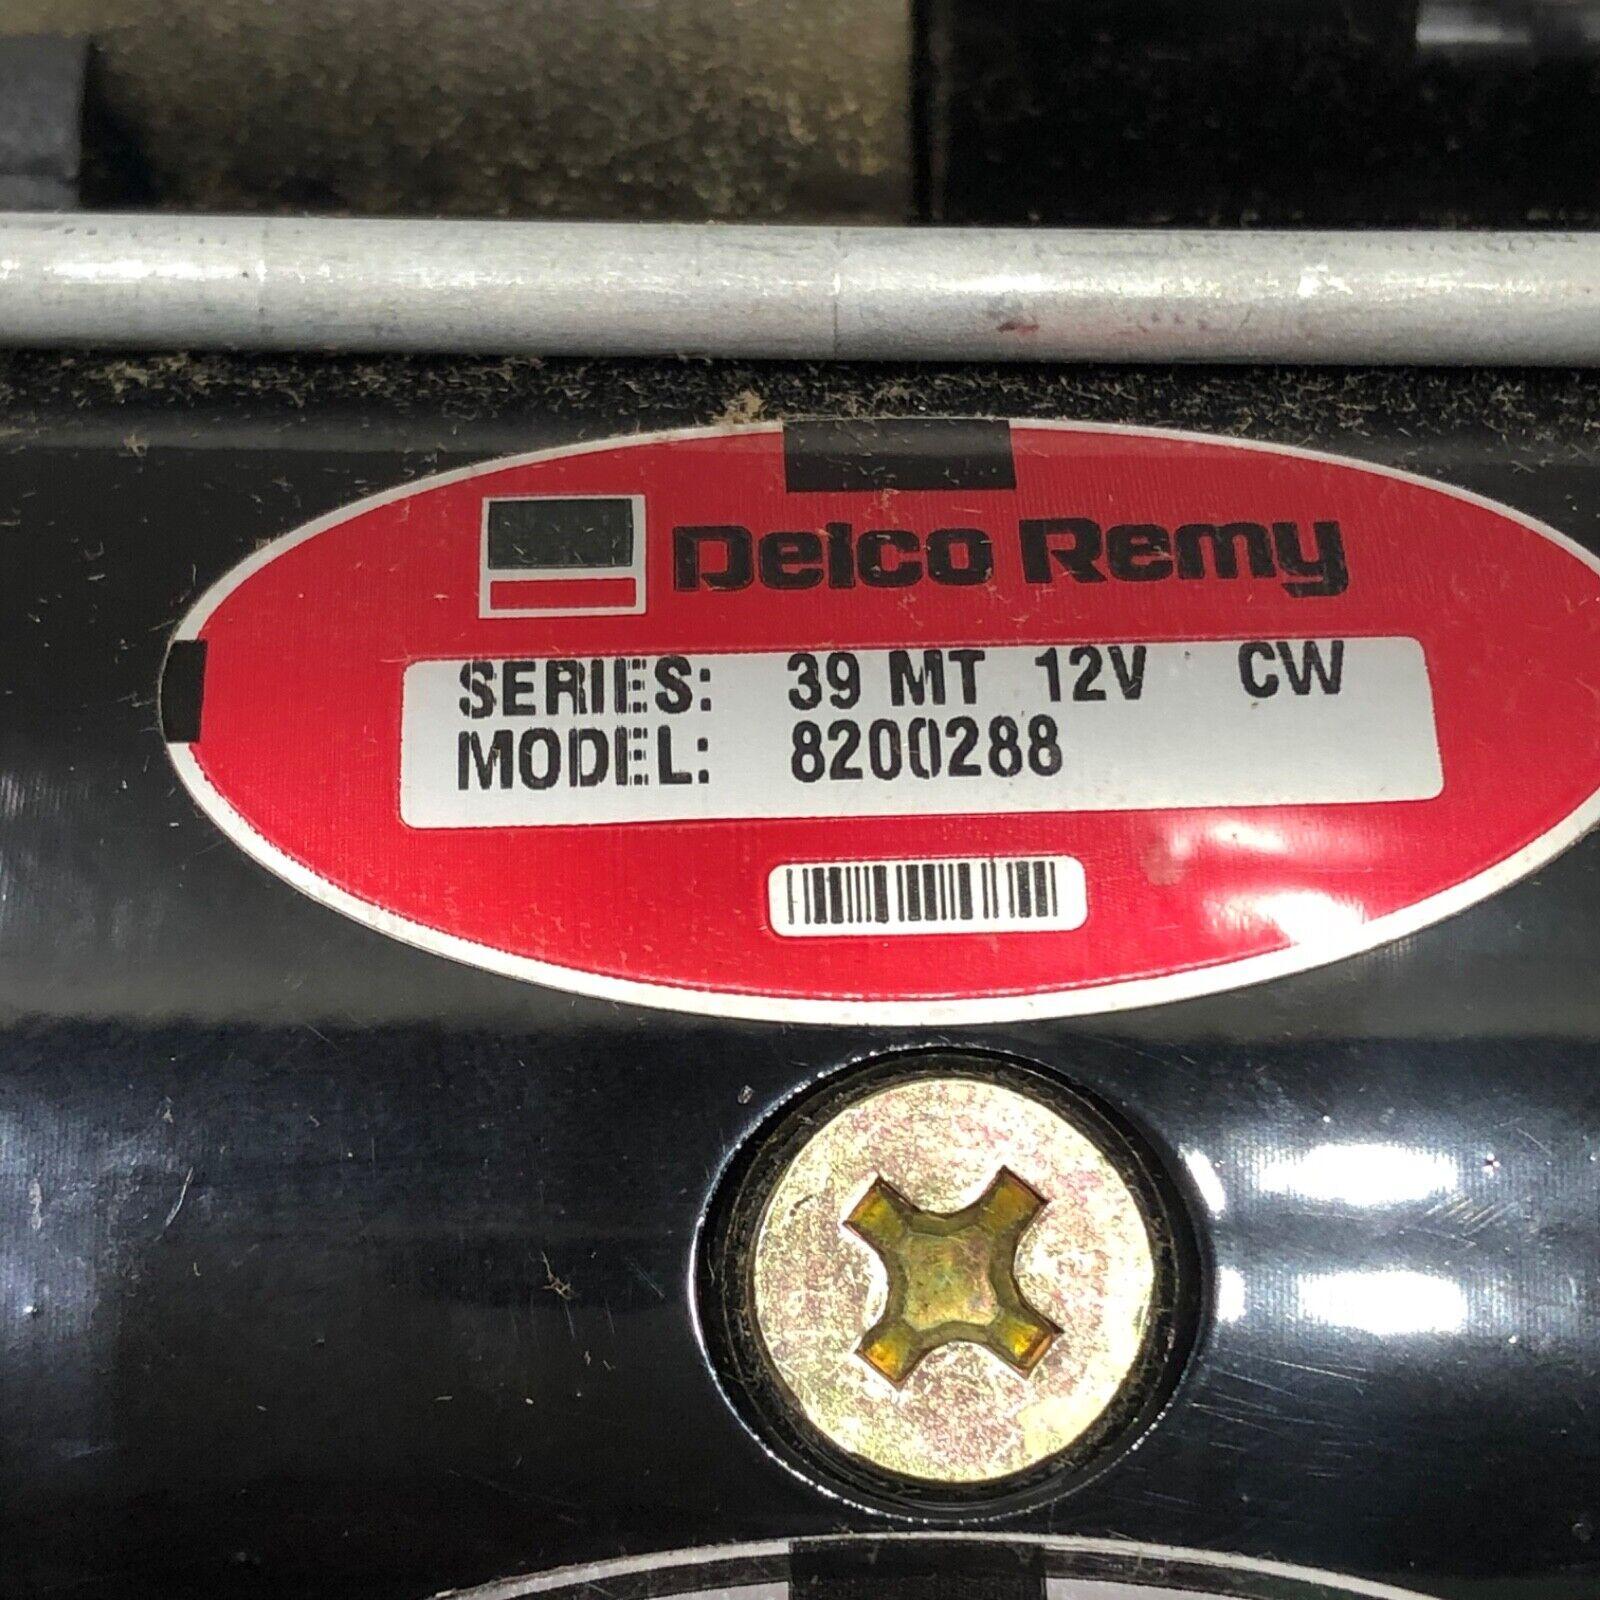 Delco Remy
SERIES: 39 MT 12V CW
MODEL: 8200288